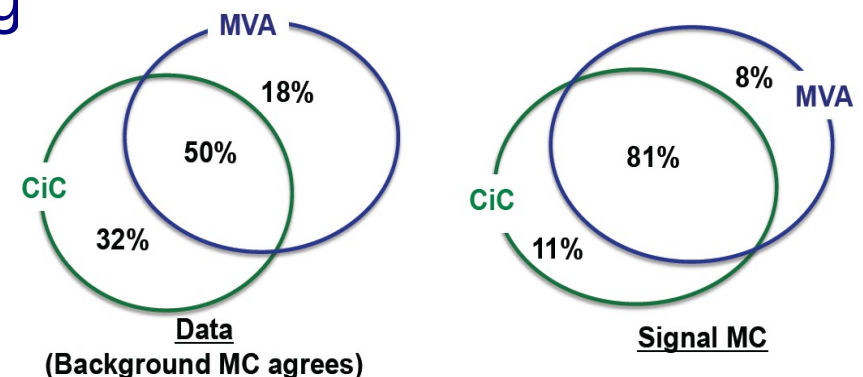 g
MVA
18%
50%
CiC
32%
Data
(Background MC agrees)
8%
MVA
81%
CiC
11%
Signal MC